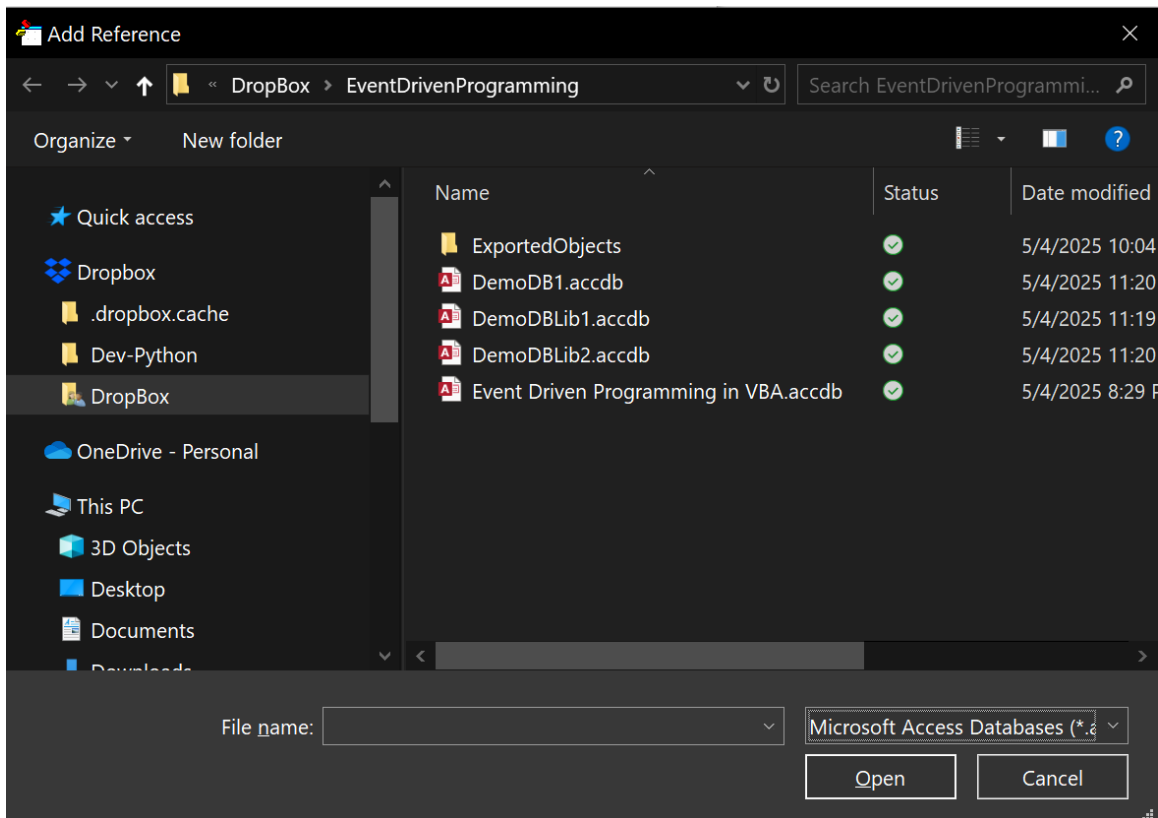 Add Reference
« DropBox > EventDrivenProgramming
Search EventDrivenProgrammi...
Organize
New folder
?
Name Status Date modified
Quick access
Dropbox
.dropbox.cache
Dev-Python
DropBox
OneDrive - Personal
This PC
3D Objects
Desktop
Documents
Downloads
ExportedObjects 5/4/2025 10:04
DemoDB1.accdb 5/4/2025 11:20
DemoDBLib1.accdb 5/4/2025 11:19
DemoDBLib2.accdb 5/4/2025 11:20
Event Driven Programming in VBA.accdb 5/4/2025 8:29
File name:
Microsoft Access Databases (*.a
Open
Cancel